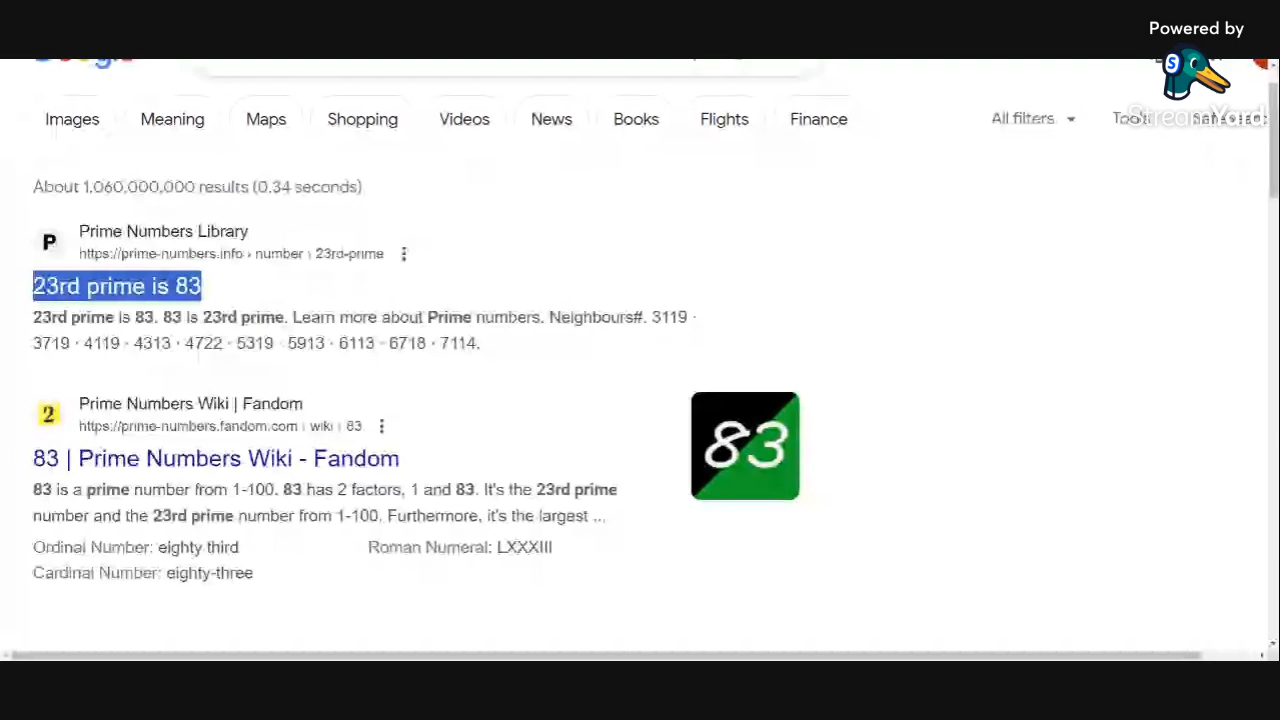 Powered by
StreamYard
Images Meaning Maps Shopping Videos News Books Flights Finance All filters Tools
About 1,060,000,000 results (0.34 seconds)
P
Prime Numbers Library
https://prime-numbers.info › number › 23rd-prime
23rd prime is 83
23rd prime is 83. 83 is 23rd prime. Learn more about Prime numbers. Neighbours#. 3119 ·
3719 · 4119 · 4313 · 4722 · 5319 · 5913 · 6113 · 6718 · 7114.
2
Prime Numbers Wiki | Fandom
https://prime-numbers.fandom.com › wiki › 83
83 | Prime Numbers Wiki - Fandom
83
83 is a prime number from 1-100. 83 has 2 factors, 1 and 83. It's the 23rd prime
number and the 23rd prime number from 1-100. Furthermore, it's the largest ...
Ordinal Number: eighty third Roman Numeral: LXXXIII
Cardinal Number: eighty-three